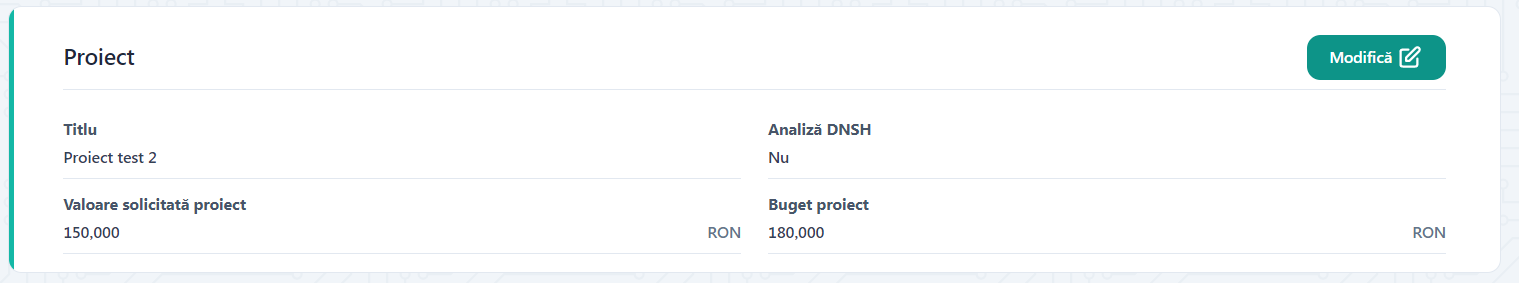 Proiect
Modifică
Titlu
Proiect test 2
Analiză DNSH
Nu
Valoare solicitată proiect
150,000 RON
Buget proiect
180,000 RON